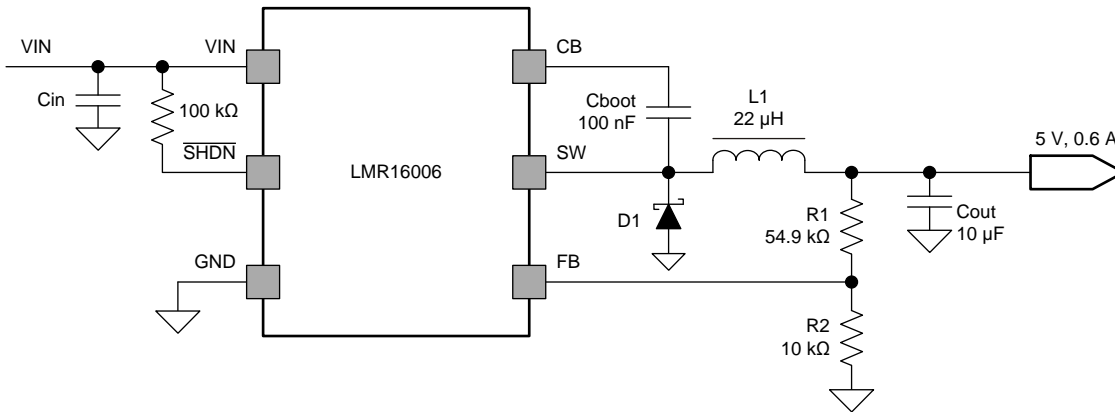 VIN
Cin
100 kΩ
VIN
SHDN
GND
LMR16006
CB
SW
FB
Cboot
100 nF
L1
22 µH
D1
R1
54.9 kΩ
R2
10 kΩ
Cout
10 µF
5 V, 0.6 A